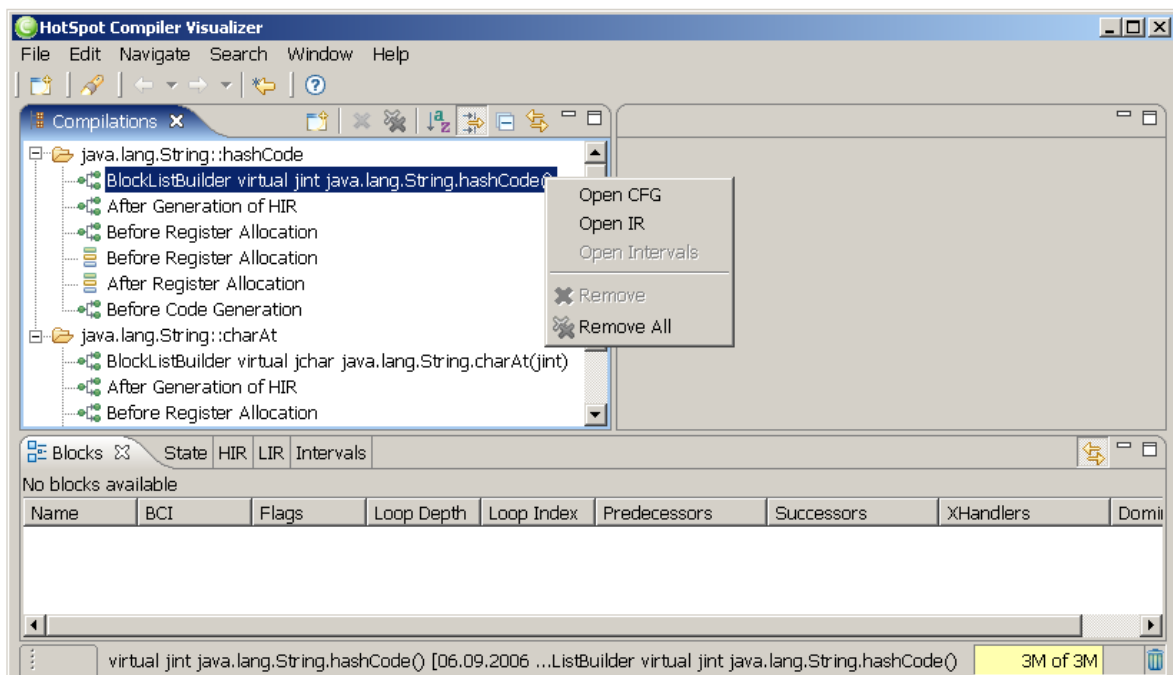 HotSpot Compiler Visualizer
File Edit Navigate Search Window Help
Compilations
java.lang.String::hashCode
BlockListBuilder virtual jint java.lang.String.hashCode()
After Generation of HIR
Before Register Allocation
Before Register Allocation
After Register Allocation
Before Code Generation
java.lang.String::charAt
BlockListBuilder virtual jchar java.lang.String.charAt(jint)
After Generation of HIR
Before Register Allocation
Open CFG
Open IR
Open Intervals
Remove
Remove All
Blocks State HIR LIR Intervals
No blocks available
Name BCI Flags Loop Depth Loop Index Predecessors Successors XHandlers Domi
virtual jint java.lang.String.hashCode() [06.09.2006 ...ListBuilder virtual jint java.lang.String.hashCode() 3M of 3M